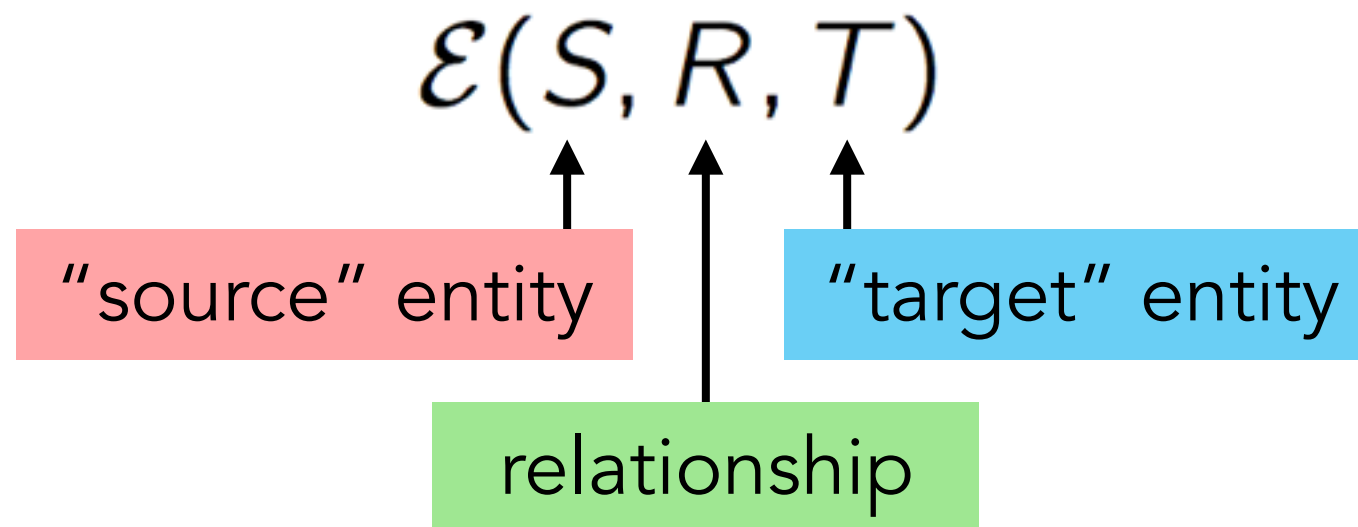 ℰ(S, R, T)
“source” entity
“target” entity
relationship